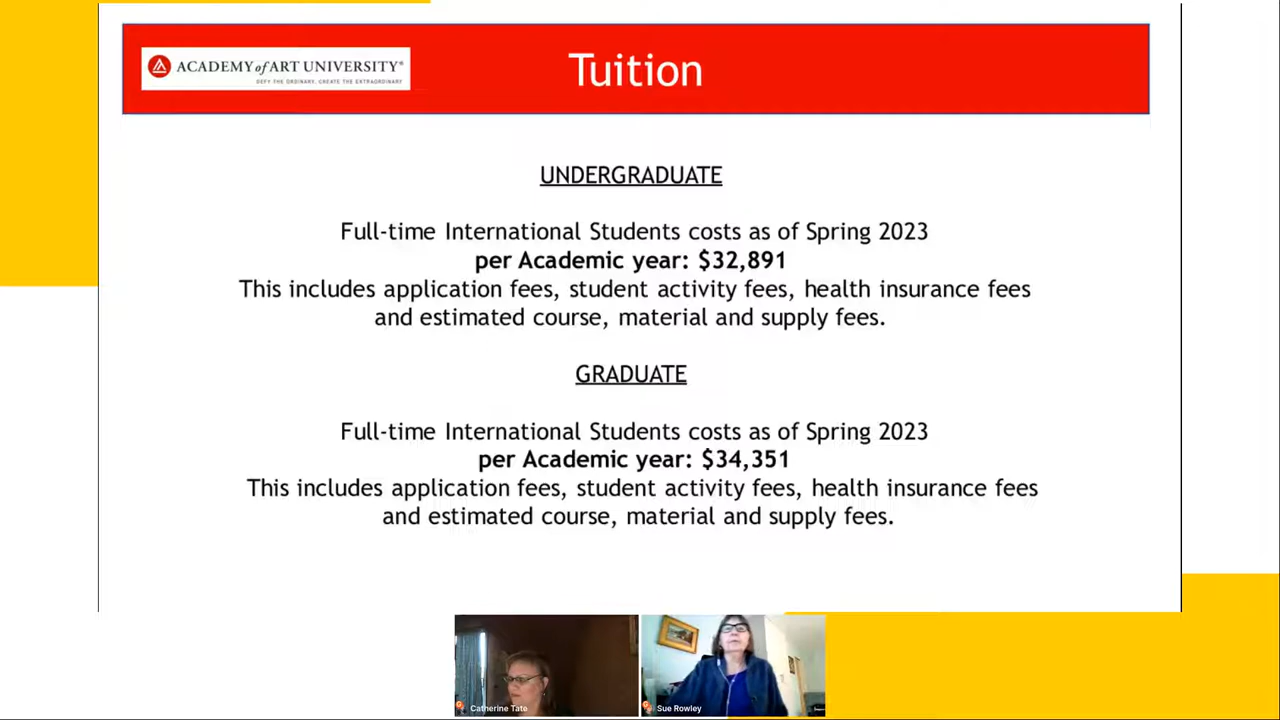 ACADEMY of ART UNIVERSITY®
DEFY THE ORDINARY, CREATE THE EXTRAORDINARY
Tuition
UNDERGRADUATE
Full-time International Students costs as of Spring 2023
per Academic year: $32,891
This includes application fees, student activity fees, health insurance fees
and estimated course, material and supply fees.
GRADUATE
Full-time International Students costs as of Spring 2023
per Academic year: $34,351
This includes application fees, student activity fees, health insurance fees
and estimated course, material and supply fees.
Catherine Tate
Sue Rowley